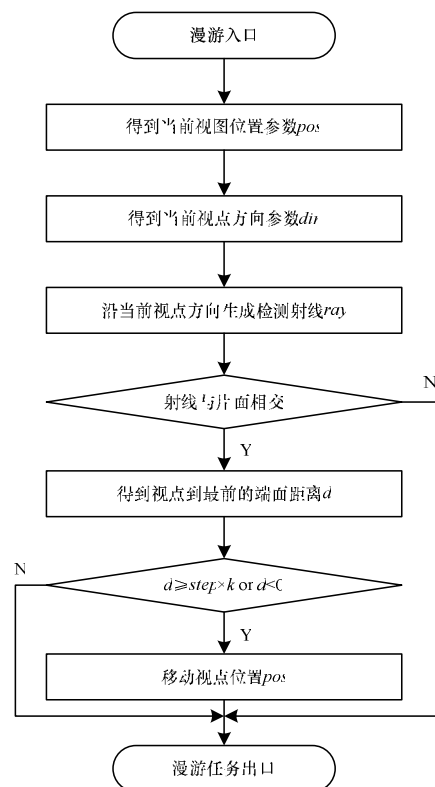 漫游入口
得到当前视图位置参数pos
得到当前视点方向参数dir
沿当前视点方向生成检测射线ray
射线与片面相交
N
Y
得到视点到最前的端面距离d
N
d≥step×k or d<0
Y
移动视点位置pos
漫游任务出口